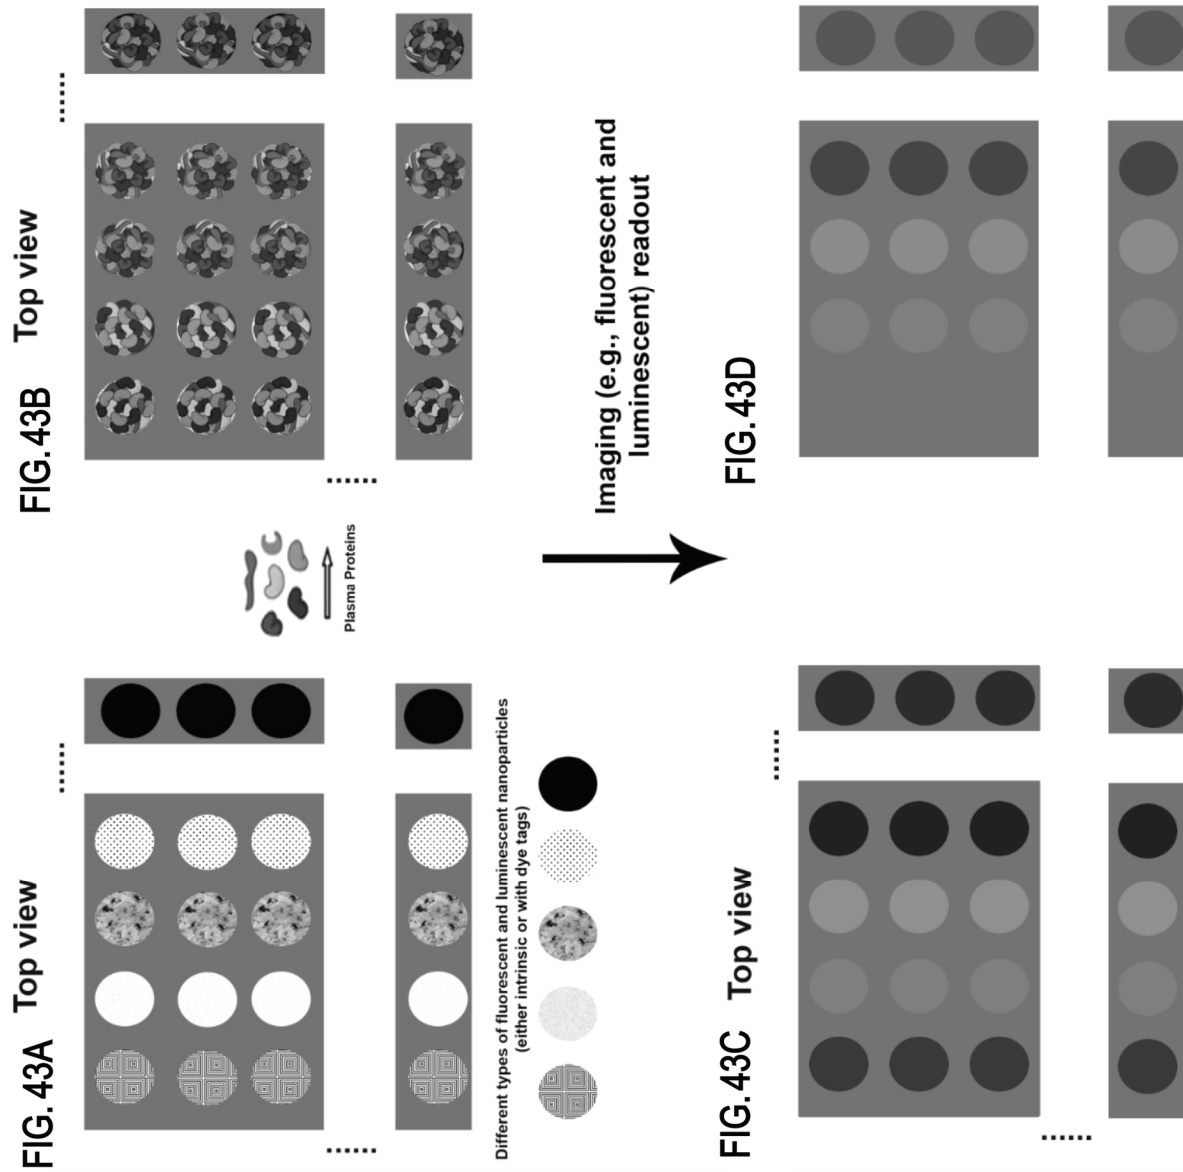 FIG. 43A Top view
Different types of fluorescent and luminescent nanoparticles
(either intrinsic or with dye tags)
Plasma Proteins
FIG. 43B Top view
FIG. 43C Top view
Imaging (e.g., fluorescent and
luminescent) readout
FIG. 43D